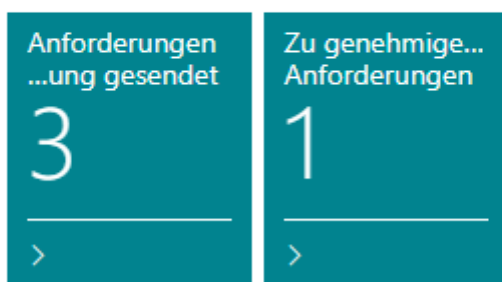 Anforderungen
...ung gesendet
3
Zu genehmige...
Anforderungen
1